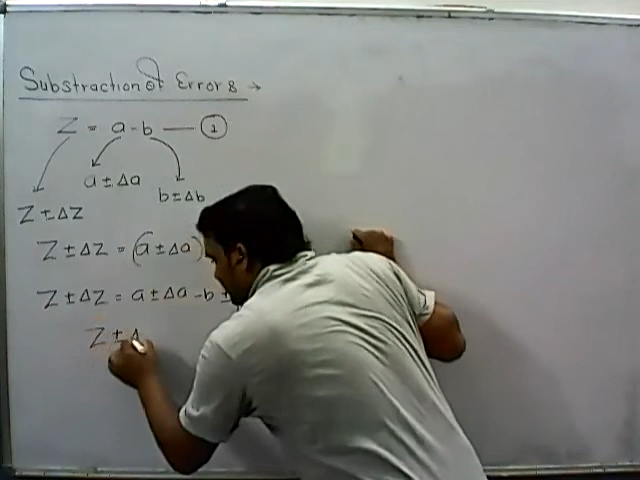 Substraction of Errors →
Z = a - b — ①
a ± Δa
b ± Δb
Z ± ΔZ
Z ± ΔZ = (a ± Δa)
Z ± ΔZ = a ± Δa - b ±
Z ± Δ